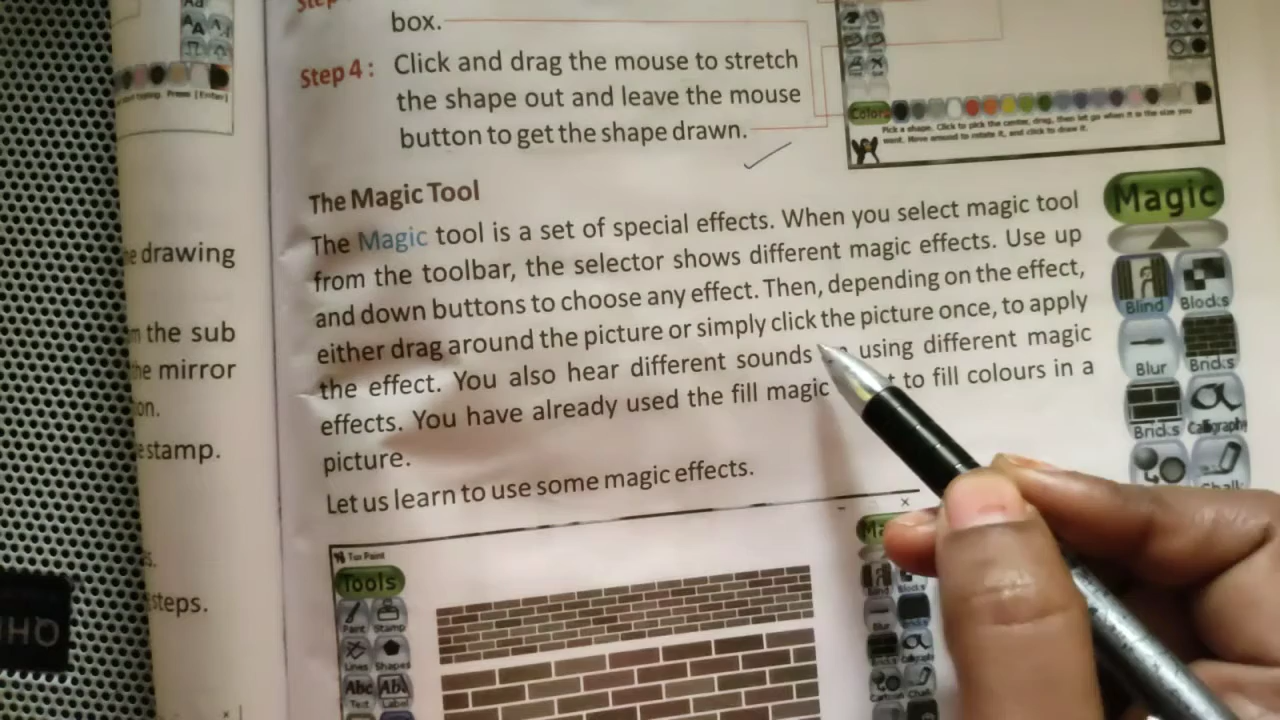 box.
Step 4 : Click and drag the mouse to stretch
the shape out and leave the mouse
button to get the shape drawn.
Colors
Pick a shape. Click to pick the center, drag, then let go when it is the size you
want. Move around to rotate it, and click to draw it.
The Magic Tool
The Magic tool is a set of special effects. When you select magic tool
from the toolbar, the selector shows different magic effects. Use up
and down buttons to choose any effect. Then, depending on the effect,
either drag around the picture or simply click the picture once, to apply
the effect. You also hear different sounds using different magic
effects. You have already used the fill magic to fill colours in a
picture.
Let us learn to use some magic effects.
Magic
Blind Blocks
Blur Bricks
Bricks Calligraphy
drawing
the sub
mirror
stamp.
steps.
Tux Paint
Tools
Paint Stamp
Lines Shapes
Abc Abc
Text Label